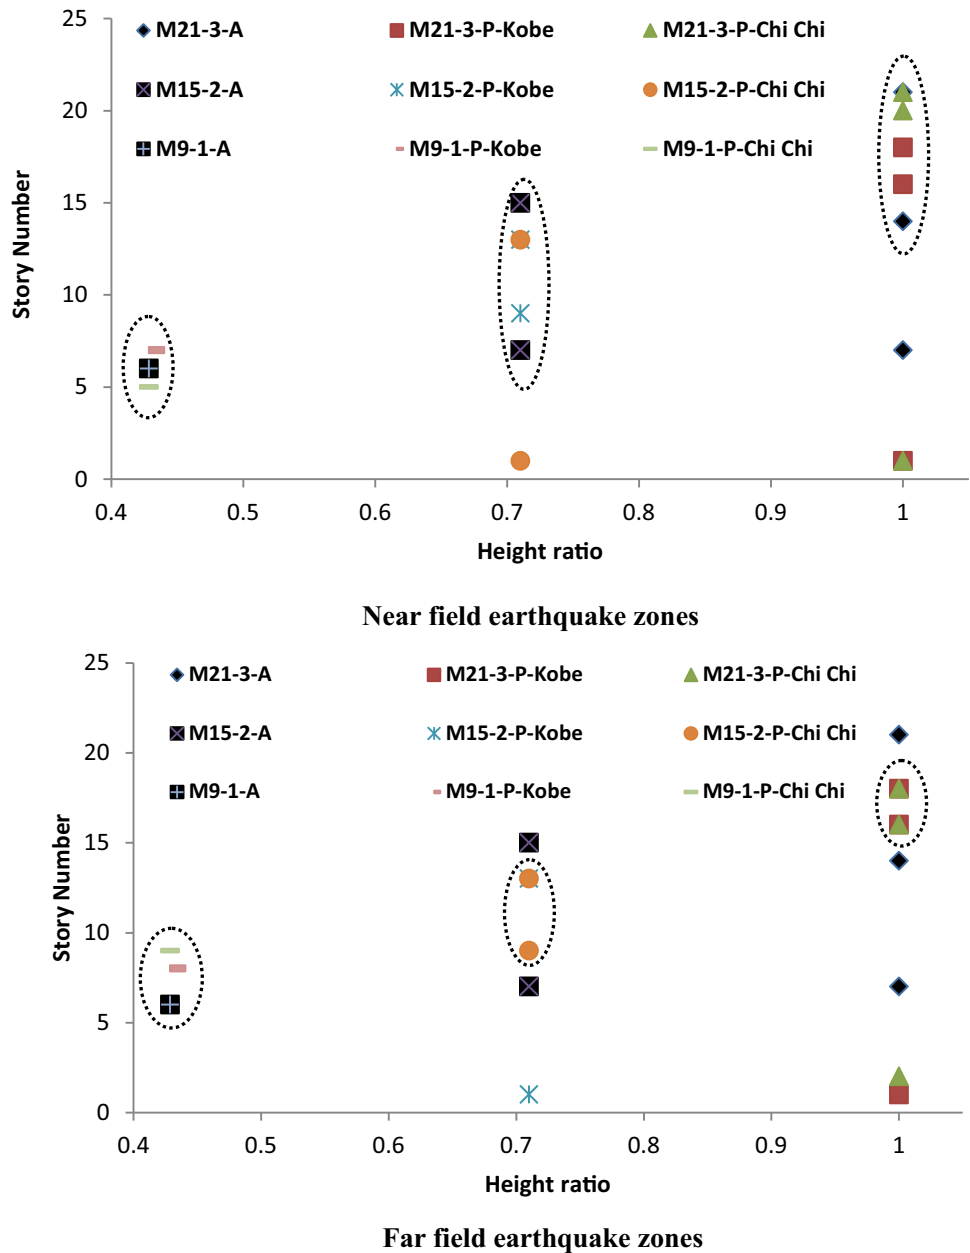 25
M21-3-A M21-3-P-Kobe M21-3-P-Chi Chi
20
M15-2-A M15-2-P-Kobe M15-2-P-Chi Chi
M9-1-A M9-1-P-Kobe M9-1-P-Chi Chi
15
Story Number
10
5
0
0.4 0.5 0.6 0.7 0.8 0.9 1
Height ratio
Near field earthquake zones
25
M21-3-A M21-3-P-Kobe M21-3-P-Chi Chi
20
M15-2-A M15-2-P-Kobe M15-2-P-Chi Chi
M9-1-A M9-1-P-Kobe M9-1-P-Chi Chi
15
Story Number
10
5
0
0.4 0.5 0.6 0.7 0.8 0.9 1
Height ratio
Far field earthquake zones